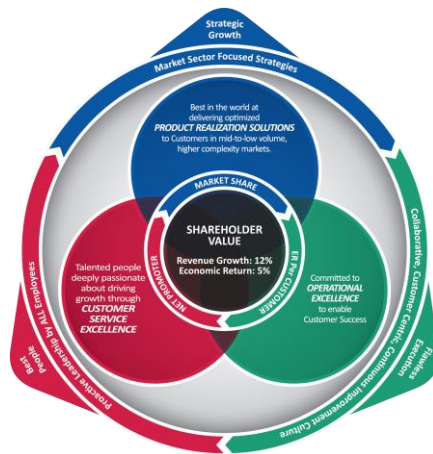 Strategic
Growth
Market Sector Focused Strategies
Best in the world at
delivering optimized
PRODUCT REALIZATION SOLUTIONS
to Customers in mid-to-low volume,
higher complexity markets.
MARKET SHARE
SHAREHOLDER
VALUE
Revenue Growth: 12%
Economic Return: 5%
NET PROMOTER
ER Per CUSTOMER
Talented people
deeply passionate
about driving
growth through
CUSTOMER
SERVICE
EXCELLENCE
Committed to
OPERATIONAL
EXCELLENCE
to enable
Customer Success
Proactive Leadership by ALL Employees
Best
People
Collaborative, Customer Centric, Continuous Improvement Culture
Flawless
Execution